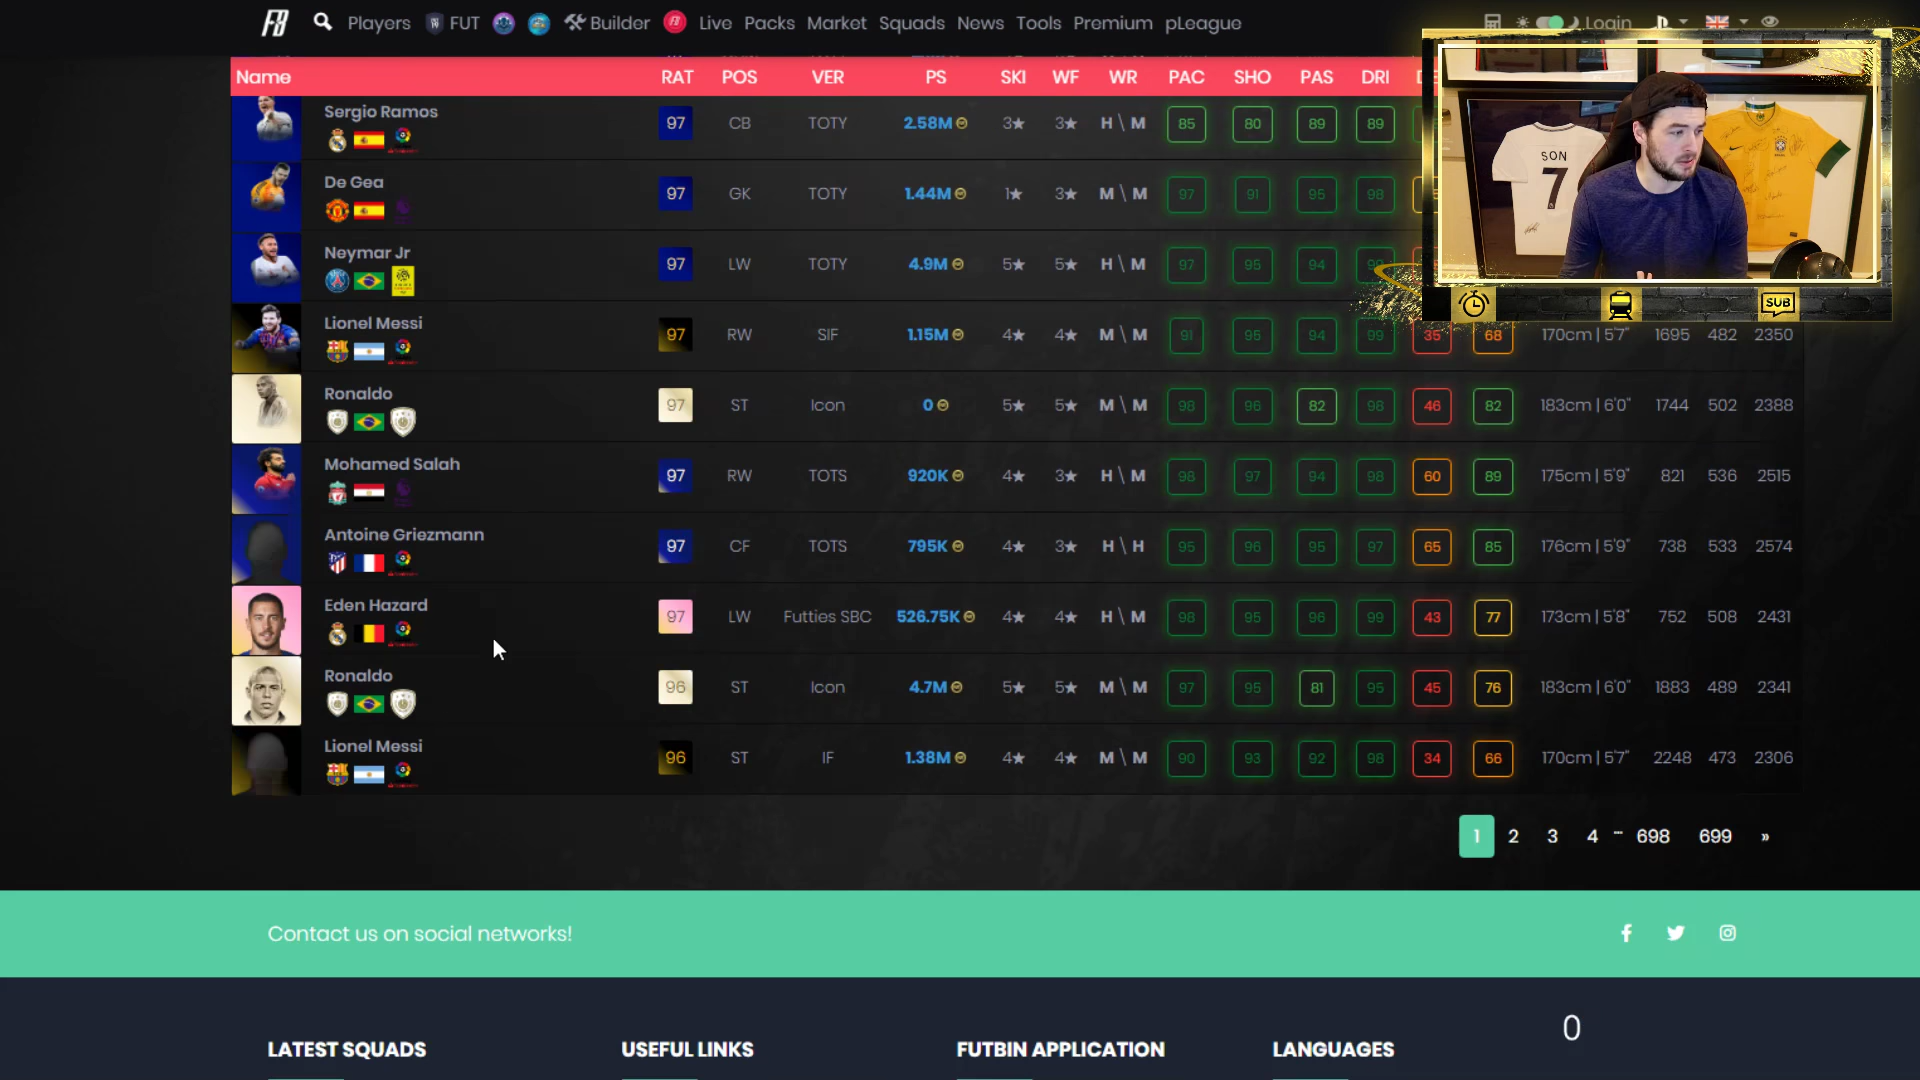 FB Players FUT Builder FB Live Packs Market Squads News Tools Premium pLeague Login
Name RAT POS VER PS SKI WF WR PAC SHO PAS DRI
Sergio Ramos 97 CB TOTY 2.58M 3★ 3★ H \ M 85 80 89 89
De Gea 97 GK TOTY 1.44M 1★ 3★ M \ M 97 91 95 98
Neymar Jr 97 LW TOTY 4.9M 5★ 5★ H \ M 97 95 94
Lionel Messi 97 RW SIF 1.15M 4★ 4★ M \ M 91 95 94 99 35 68 170cm | 5'7" 1695 482 2350
Ronaldo 97 ST Icon 0 5★ 5★ M \ M 98 96 82 98 46 82 183cm | 6'0" 1744 502 2388
Mohamed Salah 97 RW TOTS 920K 4★ 3★ H \ M 98 97 94 98 60 89 175cm | 5'9" 821 536 2515
Antoine Griezmann 97 CF TOTS 795K 4★ 3★ H \ H 95 96 95 97 65 85 176cm | 5'9" 738 533 2574
Eden Hazard 97 LW Futties SBC 526.75K 4★ 4★ H \ M 98 95 96 99 43 77 173cm | 5'8" 752 508 2431
Ronaldo 96 ST Icon 4.7M 5★ 5★ M \ M 97 95 81 95 45 76 183cm | 6'0" 1883 489 2341
Lionel Messi 96 ST IF 1.38M 4★ 4★ M \ M 90 93 92 98 34 66 170cm | 5'7" 2248 473 2306
SON
7
SUB
1 2 3 4 ... 698 699 »
Contact us on social networks!
0
LATEST SQUADS USEFUL LINKS FUTBIN APPLICATION LANGUAGES